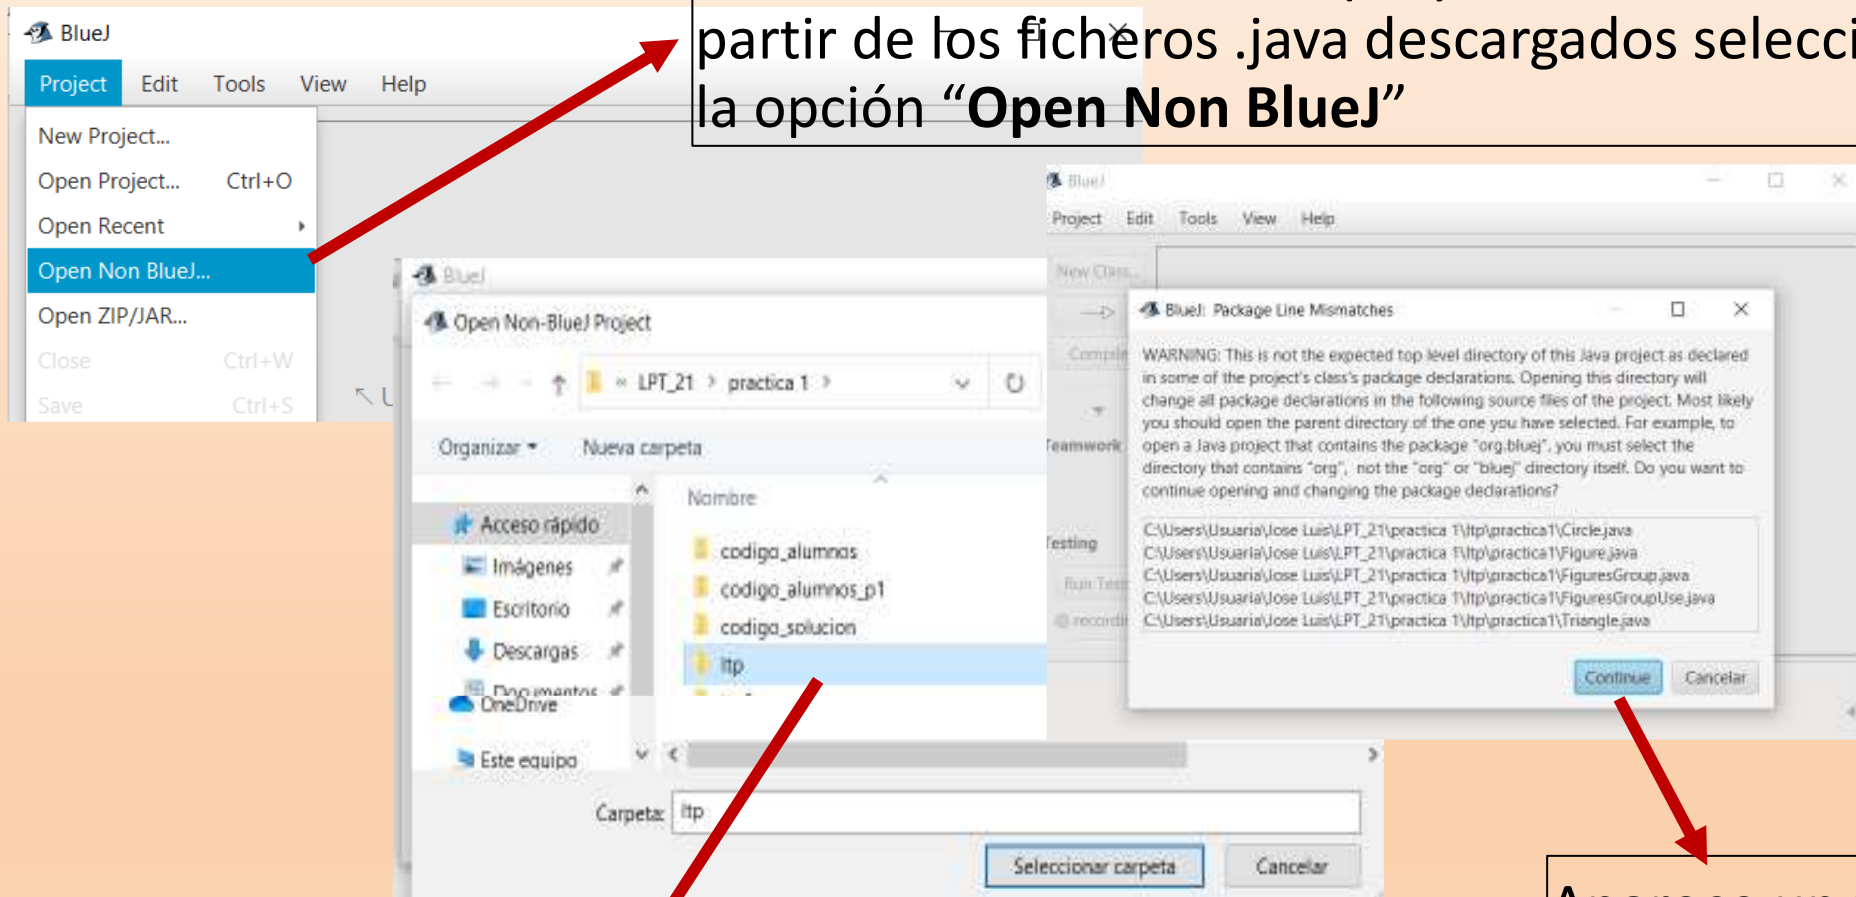 BlueJ
Project Edit Tools View Help
New Project...
Open Project... Ctrl+O
Open Recent
Open Non BlueJ...
Open ZIP/JAR...
Close Ctrl+W
Save Ctrl+S
partir de los ficheros .java descargados selecci
la opción “Open Non BlueJ”
BlueJ
Open Non-BlueJ Project
« LPT_21 > practica 1 >
Organizar Nueva carpeta
Nombre
Acceso rápido
Imágenes
Escritorio
Descargas
Documentos
OneDrive
Este equipo
codigo_alumnos
codigo_alumnos_p1
codigo_solucion
ltp
Carpeta: ltp
Seleccionar carpeta Cancelar
BlueJ
Project Edit Tools View Help
New Class...
Compile
Teamwork
Testing
Run Tests
BlueJ: Package Line Mismatches
WARNING: This is not the expected top level directory of this Java project as declared
in some of the project's class's package declarations. Opening this directory will
change all package declarations in the following source files of the project. Most likely
you should open the parent directory of the one you have selected. For example, to
open a Java project that contains the package "org.bluej", you must select the
directory that contains "org", not the "org" or "bluej" directory itself. Do you want to
continue opening and changing the package declarations?
C:\Users\Usuaria\Jose Luis\LPT_21\practica 1\ltp\practica1\Circle.java
C:\Users\Usuaria\Jose Luis\LPT_21\practica 1\ltp\practica1\Figure.java
C:\Users\Usuaria\Jose Luis\LPT_21\practica 1\ltp\practica1\FiguresGroup.java
C:\Users\Usuaria\Jose Luis\LPT_21\practica 1\ltp\practica1\FiguresGroupUse.java
C:\Users\Usuaria\Jose Luis\LPT_21\practica 1\ltp\practica1\Triangle.java
Continue Cancelar